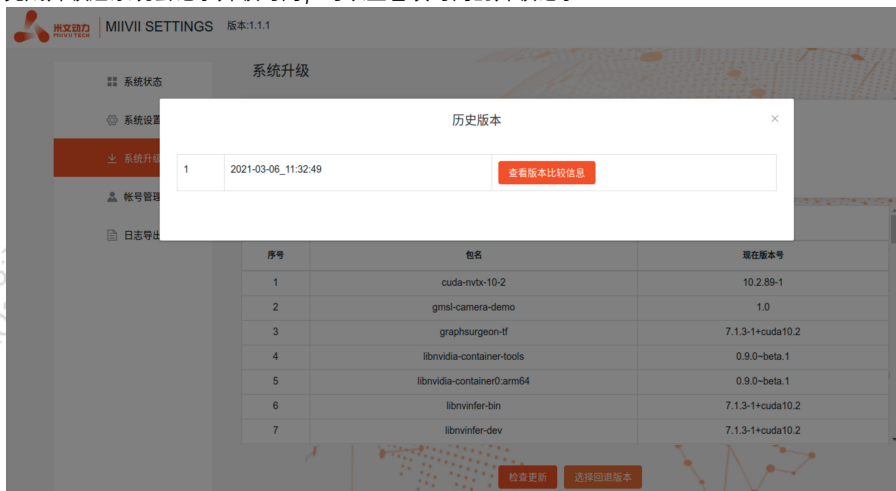 米文动力
MIIVII TECH
MIIVII SETTINGS 版本:1.1.1
系统状态
系统升级
系统设置
历史版本
×
系统升级
1 2021-03-06_11:32:49 查看版本比较信息
帐号管理
日志导出
序号 包名 现在版本号
1 cuda-nvtx-10-2 10.2.89-1
2 gmsl-camera-demo 1.0
3 graphsurgeon-tf 7.1.3-1+cuda10.2
4 libnvidia-container-tools 0.9.0~beta.1
5 libnvidia-container0:arm64 0.9.0~beta.1
6 libnvinfer-bin 7.1.3-1+cuda10.2
7 libnvinfer-dev 7.1.3-1+cuda10.2
检查更新 选择回退版本